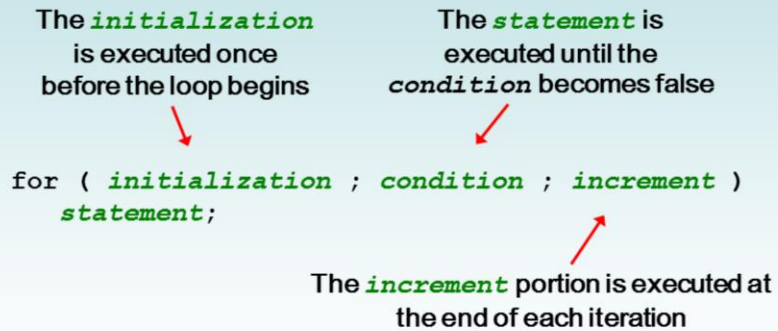 The initialization
is executed once
before the loop begins
The statement is
executed until the
condition becomes false
for ( initialization ; condition ; increment )
statement;
The increment portion is executed at
the end of each iteration